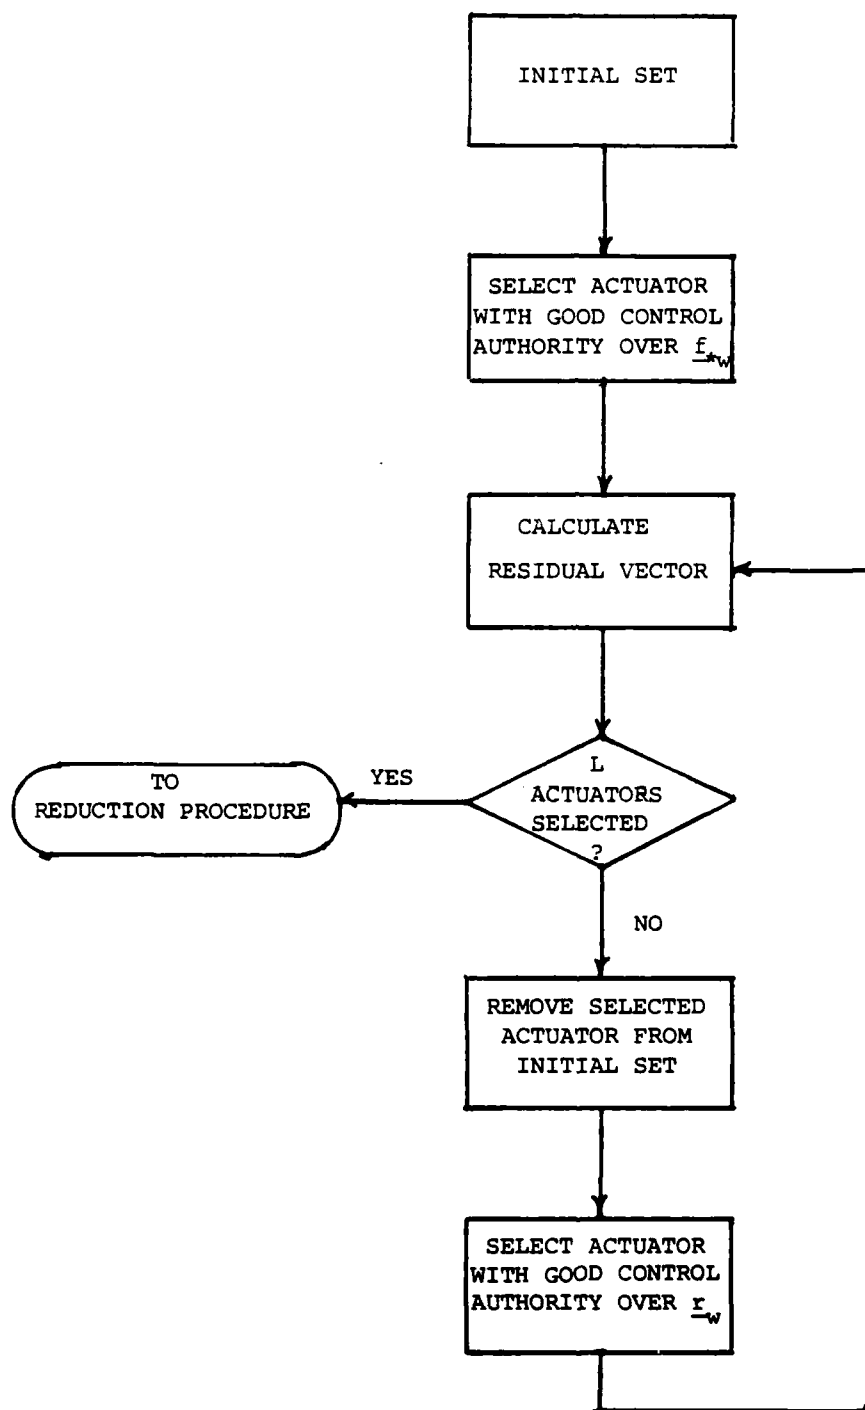 INITIAL SET
SELECT ACTUATOR
WITH GOOD CONTROL
AUTHORITY OVER f*w
CALCULATE
RESIDUAL VECTOR
L
ACTUATORS
SELECTED
?
YES
TO
REDUCTION PROCEDURE
NO
REMOVE SELECTED
ACTUATOR FROM
INITIAL SET
SELECT ACTUATOR
WITH GOOD CONTROL
AUTHORITY OVER rw